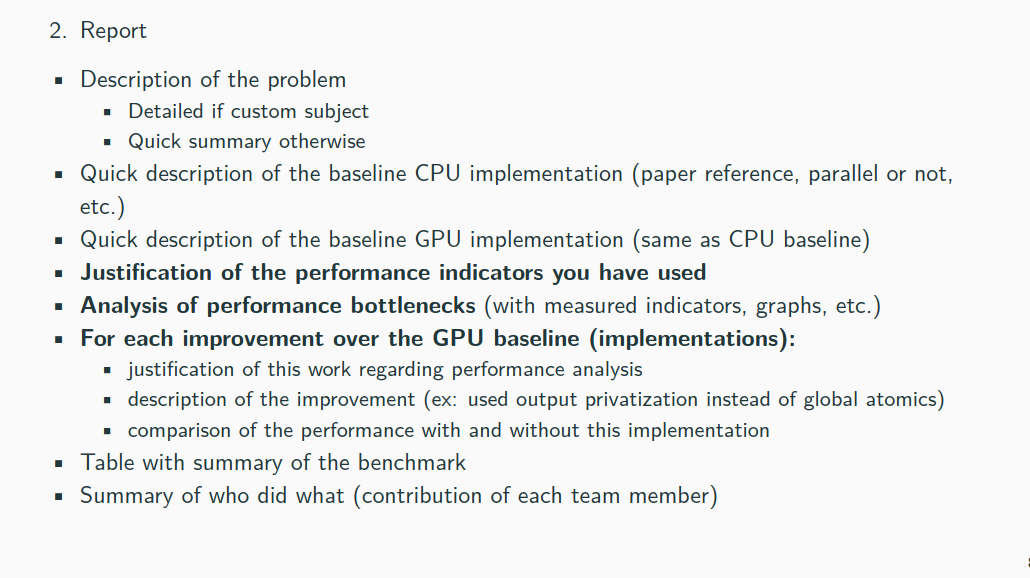 2. Report
▪ Description of the problem
▪ Detailed if custom subject
▪ Quick summary otherwise
▪ Quick description of the baseline CPU implementation (paper reference, parallel or not,
etc.)
▪ Quick description of the baseline GPU implementation (same as CPU baseline)
▪ Justification of the performance indicators you have used
▪ Analysis of performance bottlenecks (with measured indicators, graphs, etc.)
▪ For each improvement over the GPU baseline (implementations):
▪ justification of this work regarding performance analysis
▪ description of the improvement (ex: used output privatization instead of global atomics)
▪ comparison of the performance with and without this implementation
▪ Table with summary of the benchmark
▪ Summary of who did what (contribution of each team member)